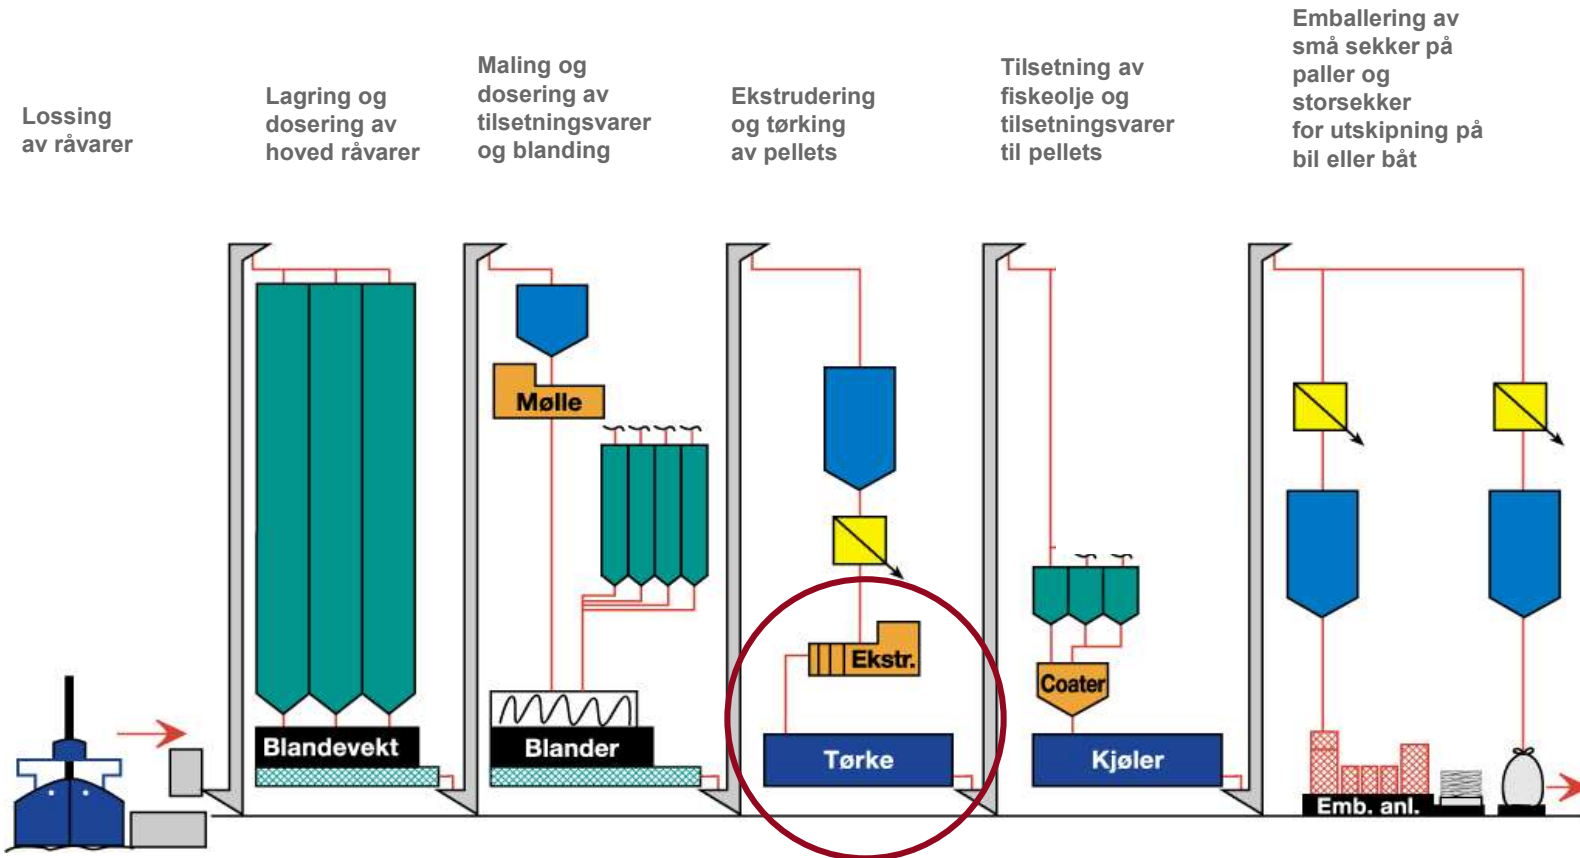 Lossing
av råvarer
Lagring og
dosering av
hoved råvarer
Maling og
dosering av
tilsetningsvarer
og blanding
Ekstrudering
og tørking
av pellets
Tilsetning av
fiskeolje og
tilsetningsvarer
til pellets
Emballering av
små sekker på
paller og
storsekker
for utskipning på
bil eller båt
Mølle
Ekstr.
Coater
Blandevekt
Blander
Tørke
Kjøler
Emb. anl.